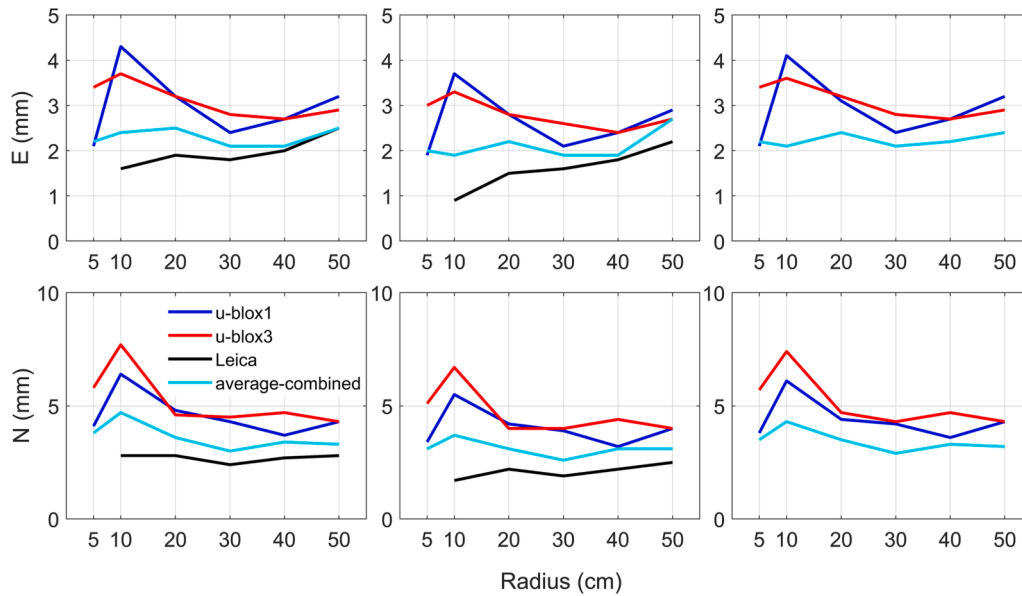 5 5 5
4 4 4
E (mm) 3 3 3
2 2 2
1 1 1
0 0 0
5 10 20 30 40 50 5 10 20 30 40 50 5 10 20 30 40 50
10 10 10
u-blox1
u-blox3
Leica
average-combined
N (mm) 5 5 5
0 0 0
5 10 20 30 40 50 5 10 20 30 40 50 5 10 20 30 40 50
Radius (cm)